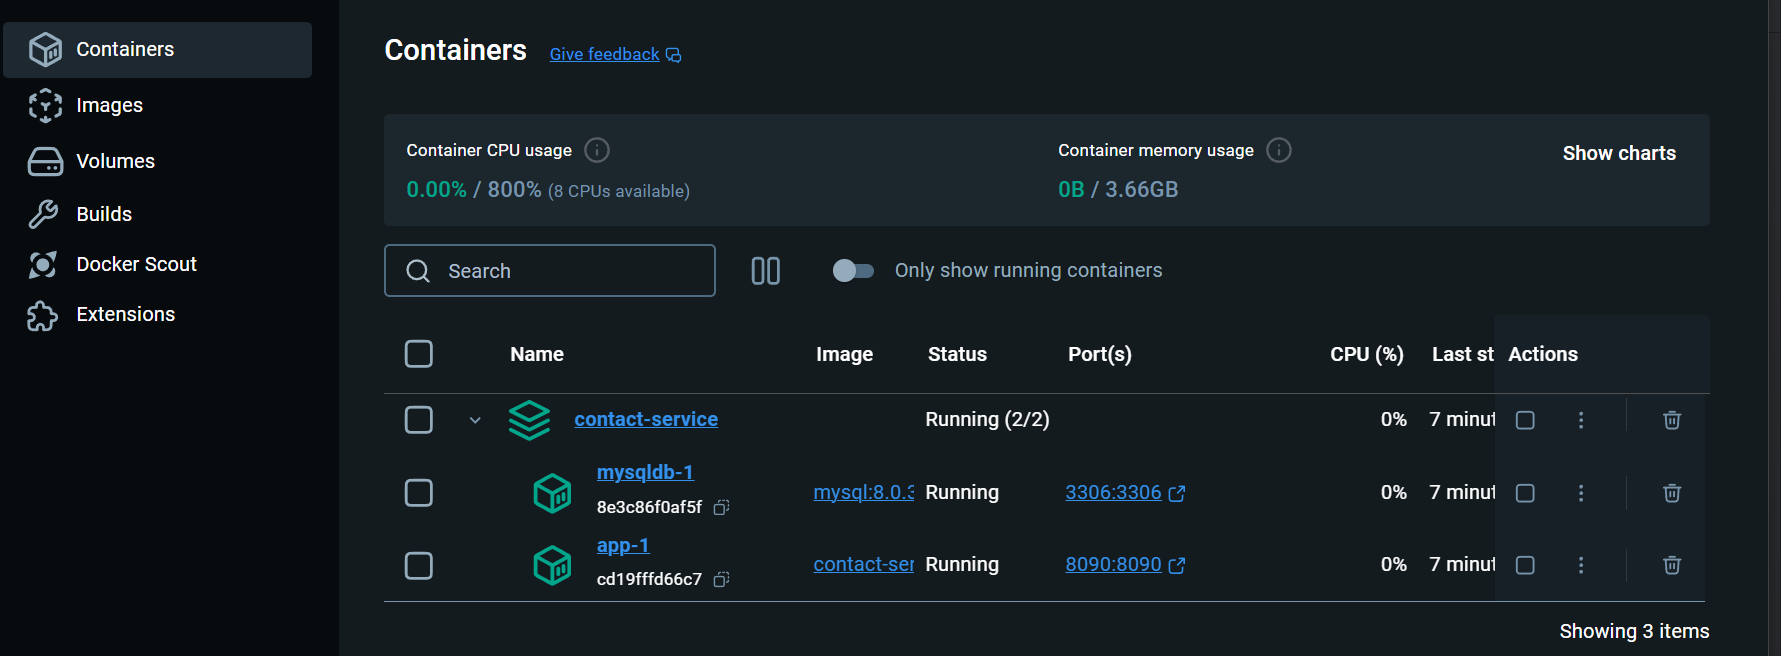 Containers
Images
Volumes
Builds
Docker Scout
Extensions
Containers Give feedback
Container CPU usage
0.00% / 800% (8 CPUs available)
Container memory usage
0B / 3.66GB
Show charts
Search
Only show running containers
Name Image Status Port(s) CPU (%) Last st Actions
contact-service Running (2/2) 0% 7 minut
mysqldb-1
8e3c86f0af5f
mysql:8.0.3 Running 3306:3306 0% 7 minut
app-1
cd19fffd66c7
contact-ser Running 8090:8090 0% 7 minut
Showing 3 items